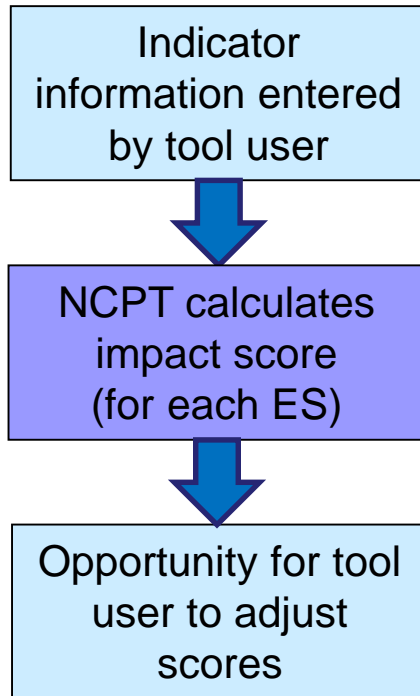 Indicator
information entered
by tool user
NCPT calculates
impact score
(for each ES)
Opportunity for tool
user to adjust
scores